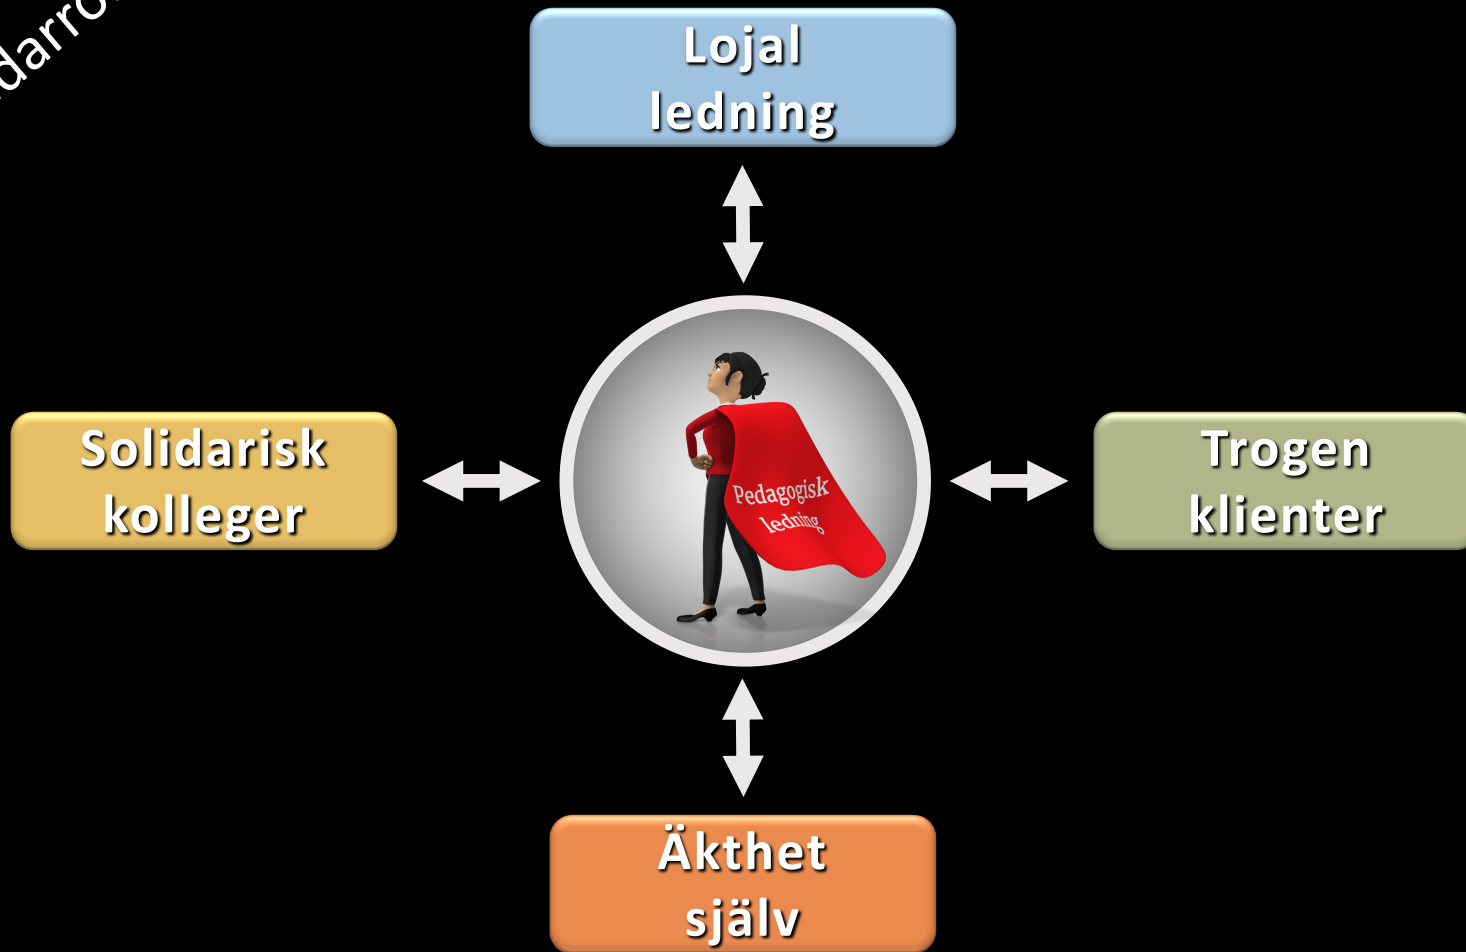 Lojal
ledning
Solidarisk
kolleger
Pedagogisk
ledning
Trogen
klienter
Äkthet
själv